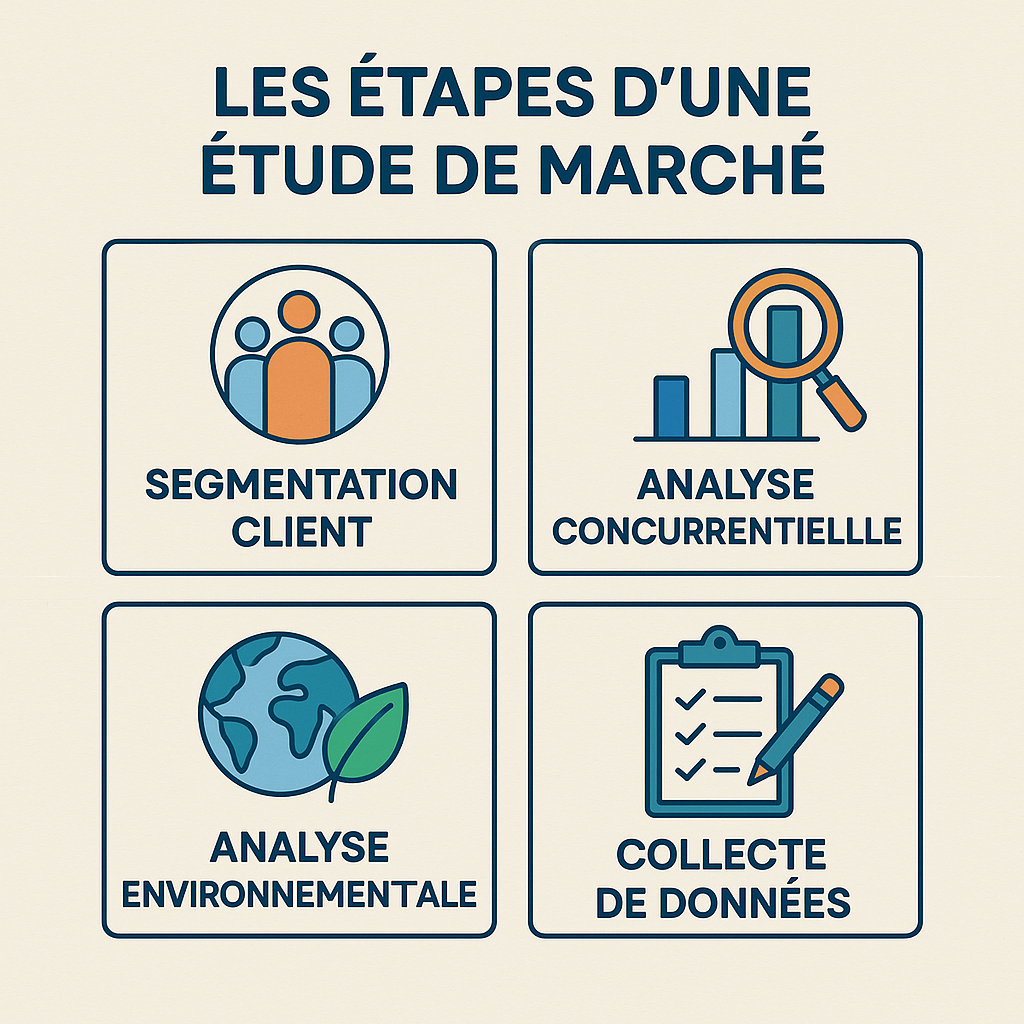 LES ÉTAPES D'UNE
ÉTUDE DE MARCHÉ
SEGMENTATION
CLIENT
ANALYSE
CONCURRENTIELLLE
ANALYSE
ENVIRONNEMENTALE
COLLECTE
DE DONNÉES